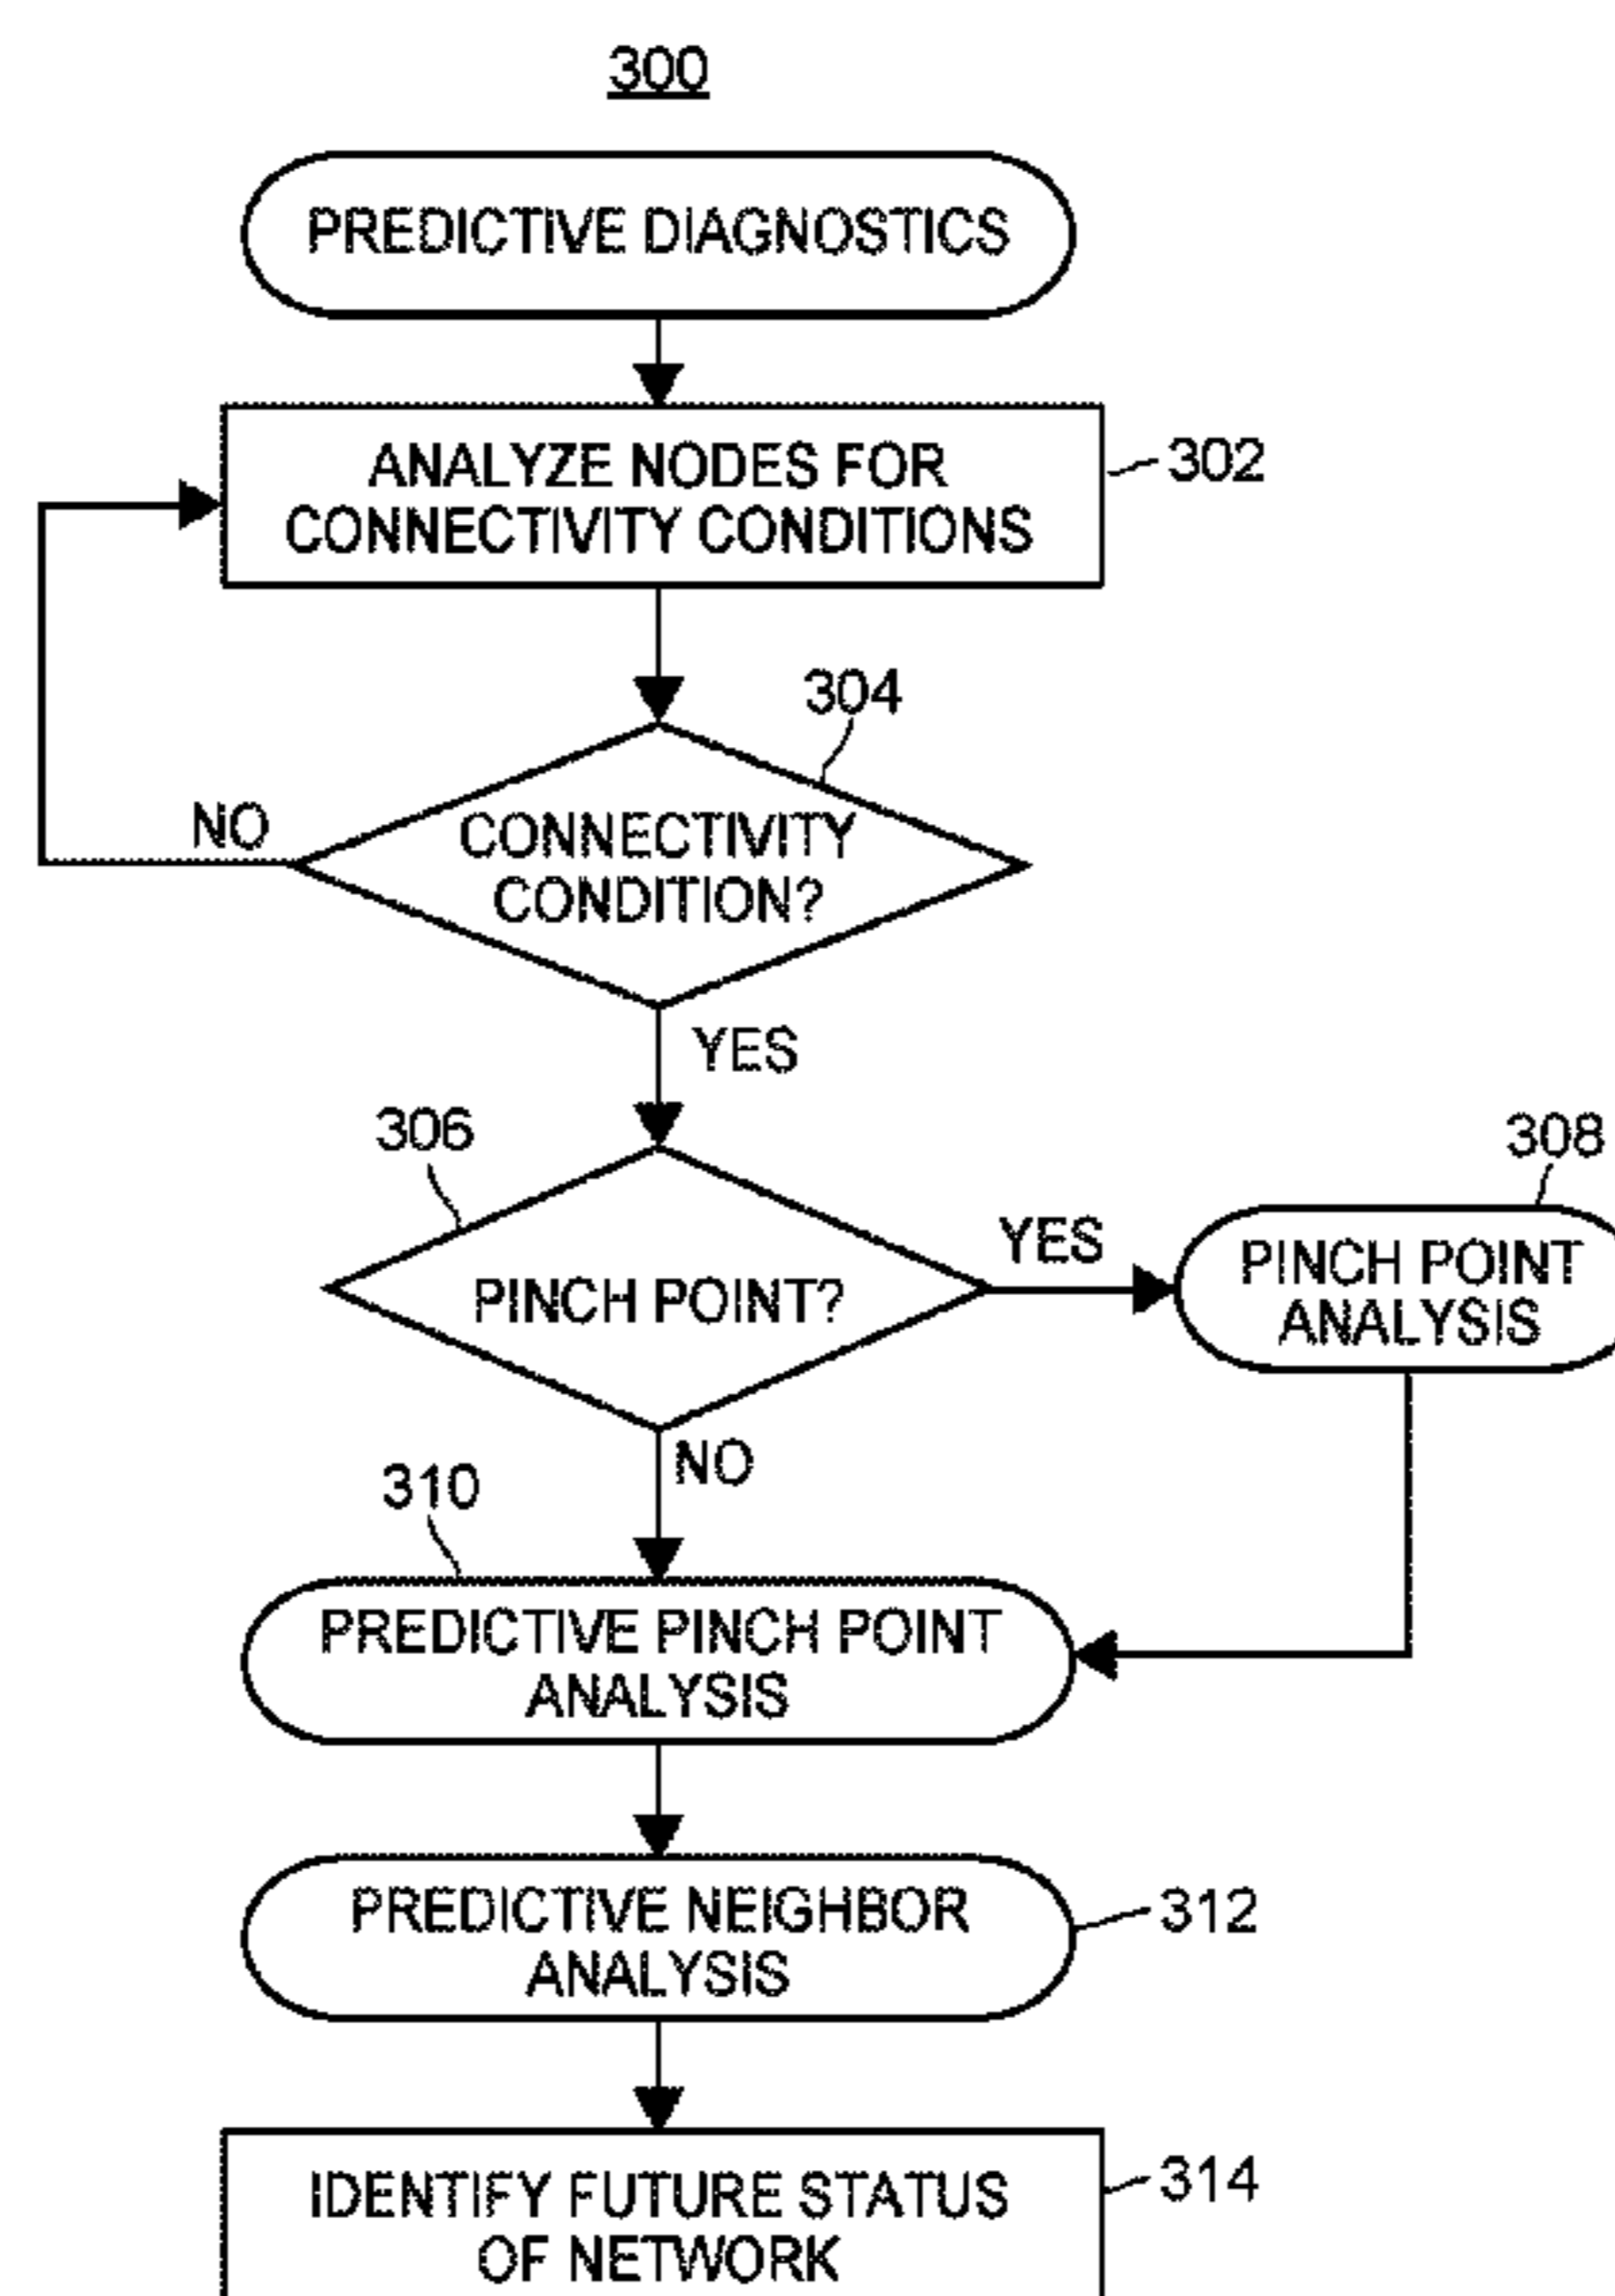 300
PREDICTIVE DIAGNOSTICS
ANALYZE NODES FOR
CONNECTIVITY CONDITIONS
302
304
NO
CONNECTIVITY
CONDITION?
YES
306
308
YES
PINCH POINT?
PINCH POINT
ANALYSIS
NO
310
PREDICTIVE PINCH POINT
ANALYSIS
PREDICTIVE NEIGHBOR
ANALYSIS
312
IDENTIFY FUTURE STATUS
OF NETWORK
314